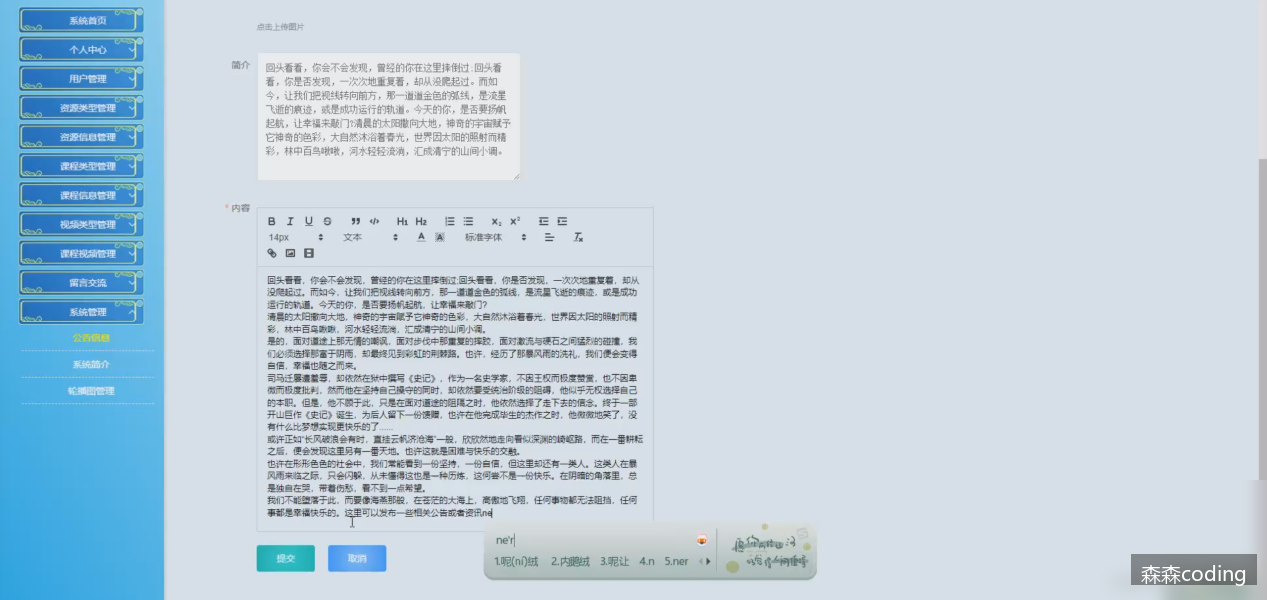 系统首页
个人中心
用户管理
资源类型管理
资源信息管理
课程类型管理
课程信息管理
视频类型管理
课程视频管理
留言交流
系统管理
公告信息
系统简介
轮播图管理
点击上传图片
简介
回头看看，你会不会发现，曾经的你在这里摔倒过;回头看
看，你是否发现，一次次地重复着，却从没爬起过。而如
今，让我们把视线转向前方，那一道道金色的弧线，是流星
飞逝的痕迹，或是成功运行的轨道。今天的你，是否要扬帆
起航，让幸福来敲门?清晨的太阳撒向大地，神奇的宇宙赋予
它神奇的色彩，大自然沐浴着春光，世界因太阳的照射而精
彩，林中百鸟啾啾，河水轻轻流淌，汇成清宁的山间小调。
* 内容
B I U S H1 H2 X2 X2
14px 文本 A A 标准字体
回头看看，你会不会发现，曾经的你在这里摔倒过;回头看看，你是否发现，一次次地重复着，却从
没爬起过。而如今，让我们把视线转向前方，那一道道金色的弧线，是流星飞逝的痕迹，或是成功
运行的轨道。今天的你，是否要扬帆起航，让幸福来敲门?
清晨的太阳撒向大地，神奇的宇宙赋予它神奇的色彩，大自然沐浴着春光，世界因太阳的照射而精
彩，林中百鸟啾啾，河水轻轻流淌，汇成清宁的山间小调。
是的，面对道途上那无情的嘲讽，面对步伐中那重复的摔跤，面对激流与硬石之间猛烈的碰撞，我
们必须选择那富于阴雨，却最终见到彩虹的荆棘路。也许，经历了那暴风雨的洗礼，我们便会变得
自信，幸福也随之而来。
司马迁屡遭羞辱，却依然在狱中撰写《史记》，作为一名史学家，不因王权而极度赞赏，也不因卑
微而极度批判，然而他在坚持自己操守的同时，却依然要受统治阶级的阻碍，他似乎无权选择自己
的本职。但是，他不顾于此，只是在面对道途的阻隔之时，他依然选择了走下去的信念。终于一部
开山巨作《史记》诞生，为后人留下一份馈赠，也许在他完成毕生的杰作之时，他微微地笑了，没
有什么比梦想实现更快乐的了……
或许正如“长风破浪会有时，直挂云帆济沧海”一般，欣欣然地走向看似深渊的崎岖路，而在一番耕耘
之后，便会发现这里另有一番天地。也许这就是困难与快乐的交融。
也许在形形色色的社会中，我们常能看到一份坚持，一份自信，但这里却还有一类人。这类人在暴
风雨来临之际，只会闪躲，从未懂得这也是一种历练，这何尝不是一份快乐。在阴暗的角落里，总
是独自在哭，带着伤愁，看不到一点希望。
我们不能堕落于此，而要像海燕那般，在苍茫的大海上，高傲地飞翔，任何事物都无法阻挡，任何
事都是幸福快乐的。这里可以发布一些相关公告或者资讯ne
ne'r
1.呢(ní)绒 2.内鹏绒 3.呢让 4.n 5.ner
提交
取消
森森coding